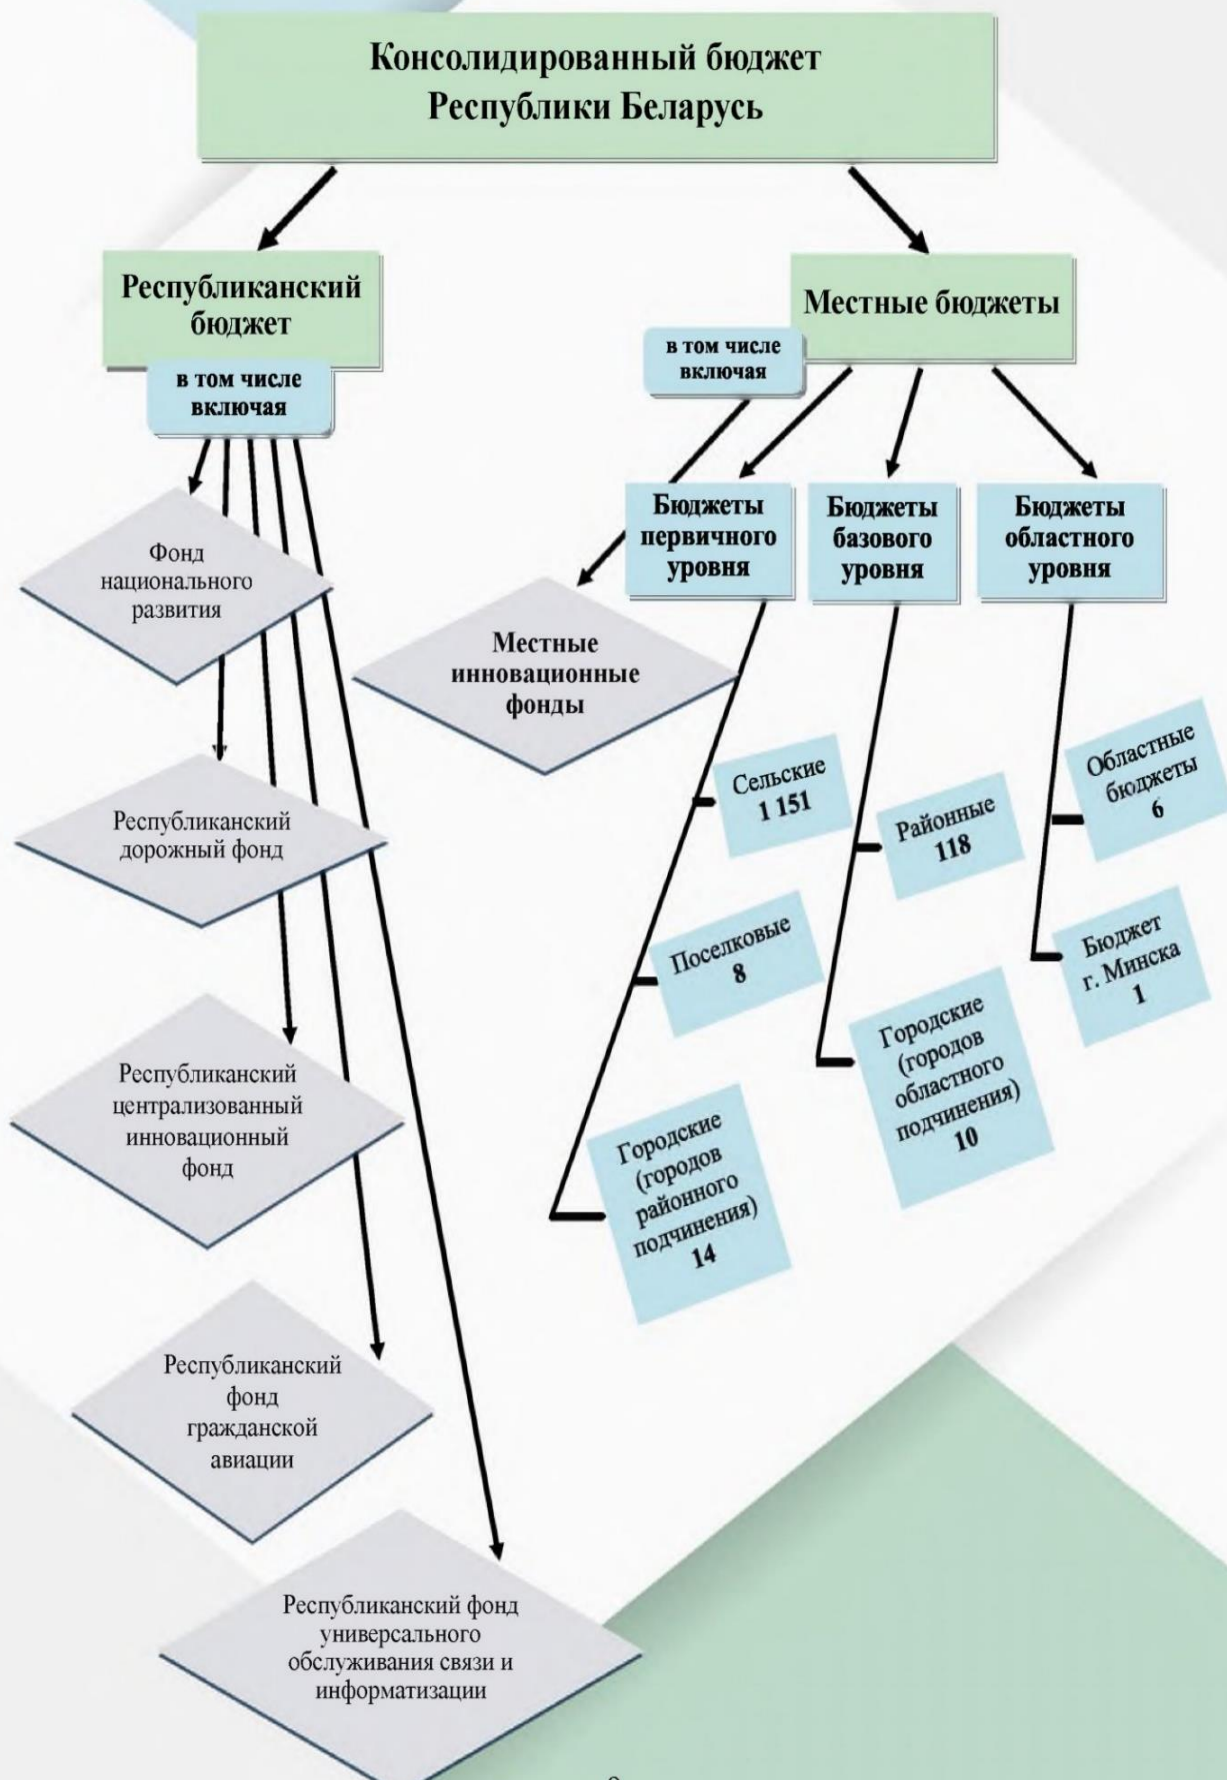 Консолидированный бюджет
Республики Беларусь
Республиканский
бюджет
в том числе
включая
Местные бюджеты
в том числе
включая
Фонд
национального
развития
Республиканский
дорожный фонд
Республиканский
централизованный
инновационный
фонд
Республиканский
фонд
гражданской
авиации
Республиканский фонд
универсального
обслуживания связи и
информатизации
Местные
инновационные
фонды
Бюджеты
первичного
уровня
Сельские
1 151
Поселковые
8
Городские
(городов
районного
подчинения)
14
Бюджеты
базового
уровня
Районные
118
Городские
(городов
областного
подчинения)
10
Бюджеты
областного
уровня
Областные
бюджеты
6
Бюджет
г. Минска
1